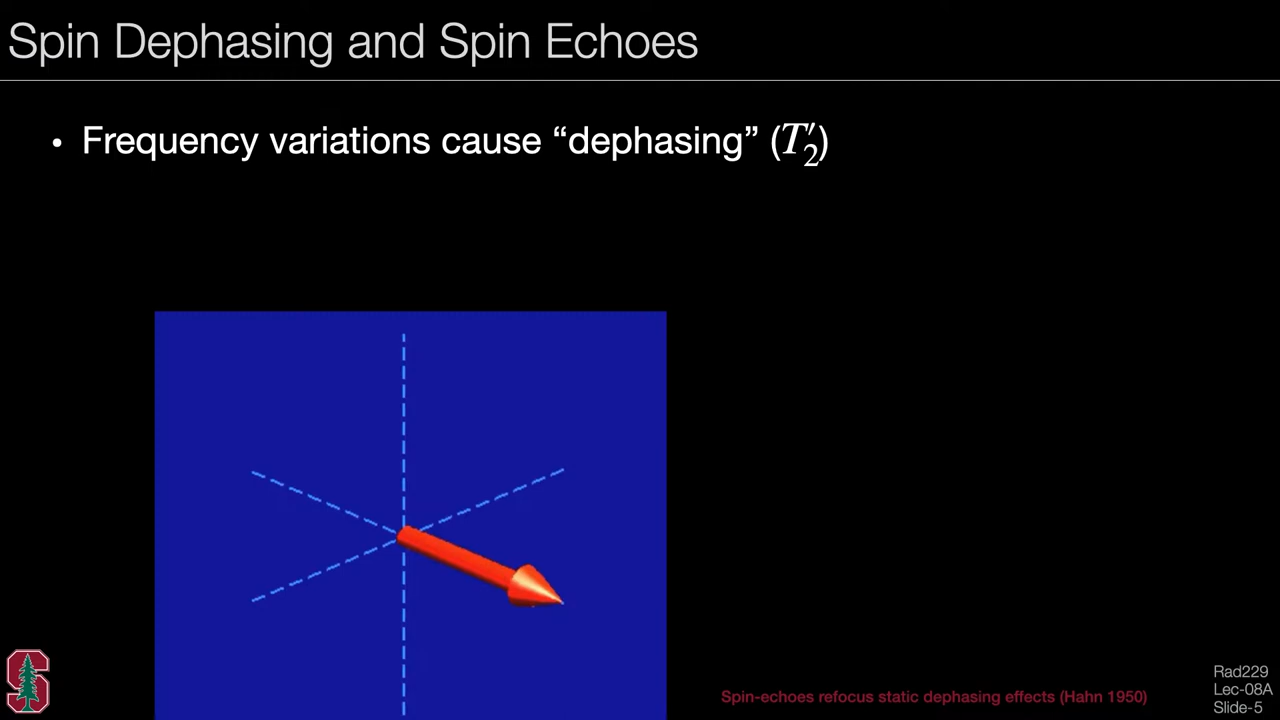 Spin Dephasing and Spin Echoes
• Frequency variations cause “dephasing” (T₂′)
Spin-echoes refocus static dephasing effects (Hahn 1950)
Rad229
Lec-08A
Slide-5
S